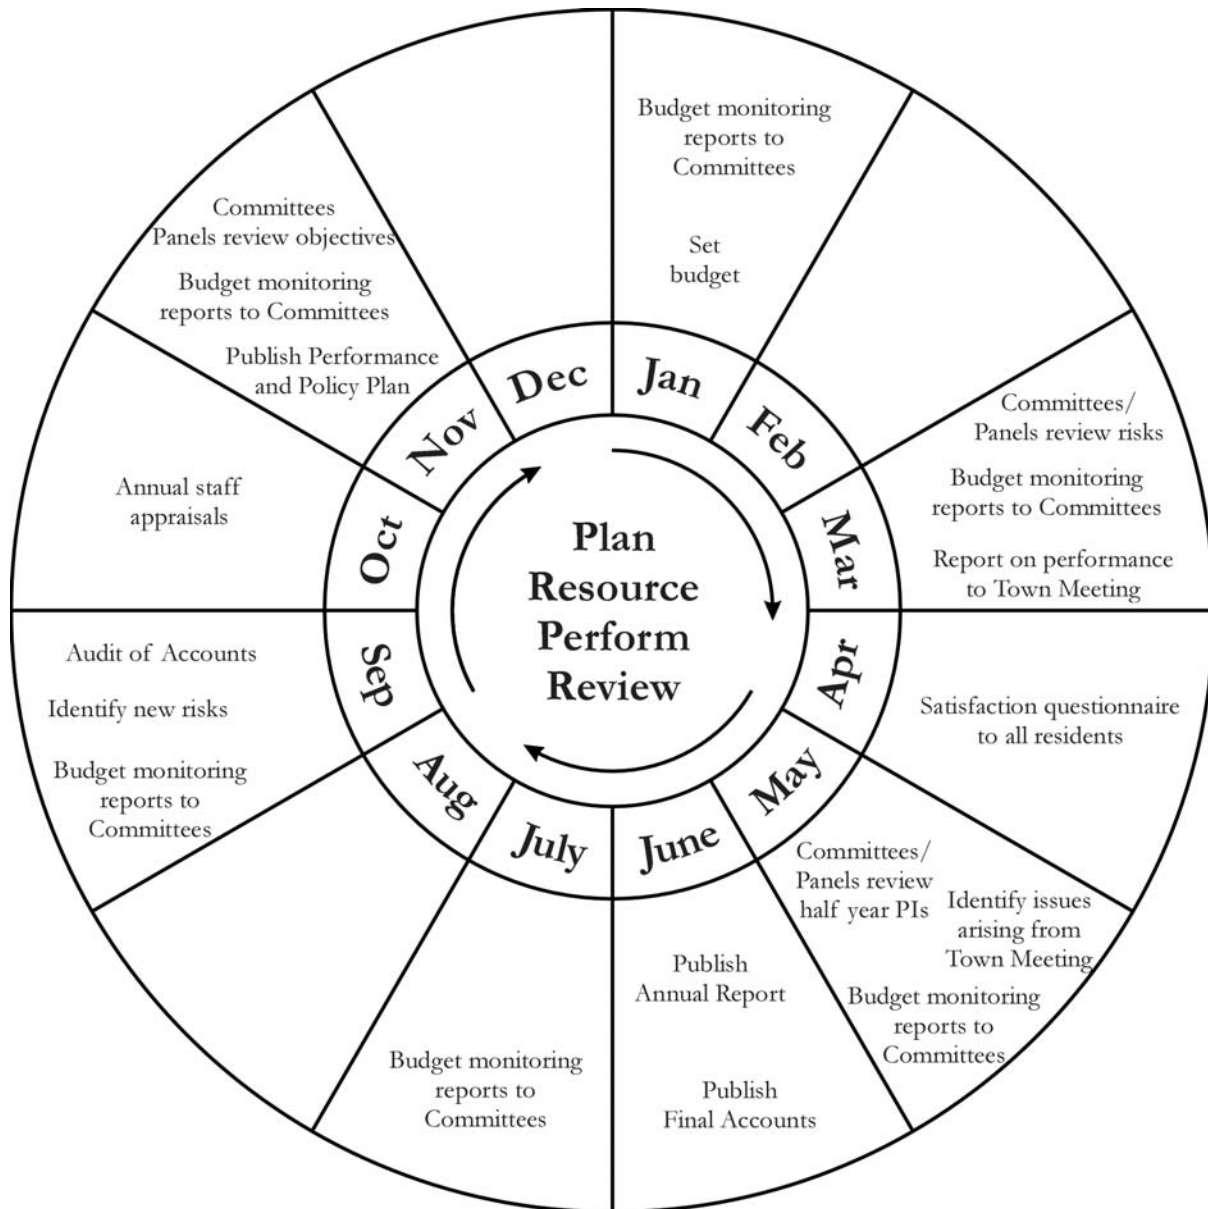 Budget monitoring
reports to
Committees
Set
budget
Committees/
Panels review risks
Budget monitoring
reports to Committees
Report on performance
to Town Meeting
Satisfaction questionnaire
to all residents
Committees/
Panels review
half year PIs
Identify issues
arising from
Town Meeting
Budget monitoring
reports to
Committees
Publish
Annual Report
Publish
Final Accounts
Budget monitoring
reports to
Committees
Audit of Accounts
Identify new risks
Budget monitoring
reports to
Committees
Annual staff
appraisals
Committees
Panels review objectives
Budget monitoring
reports to Committees
Publish Performance
and Policy Plan
Jan
Feb
Mar
Apr
May
June
July
Aug
Sep
Oct
Nov
Dec
Plan
Resource
Perform
Review